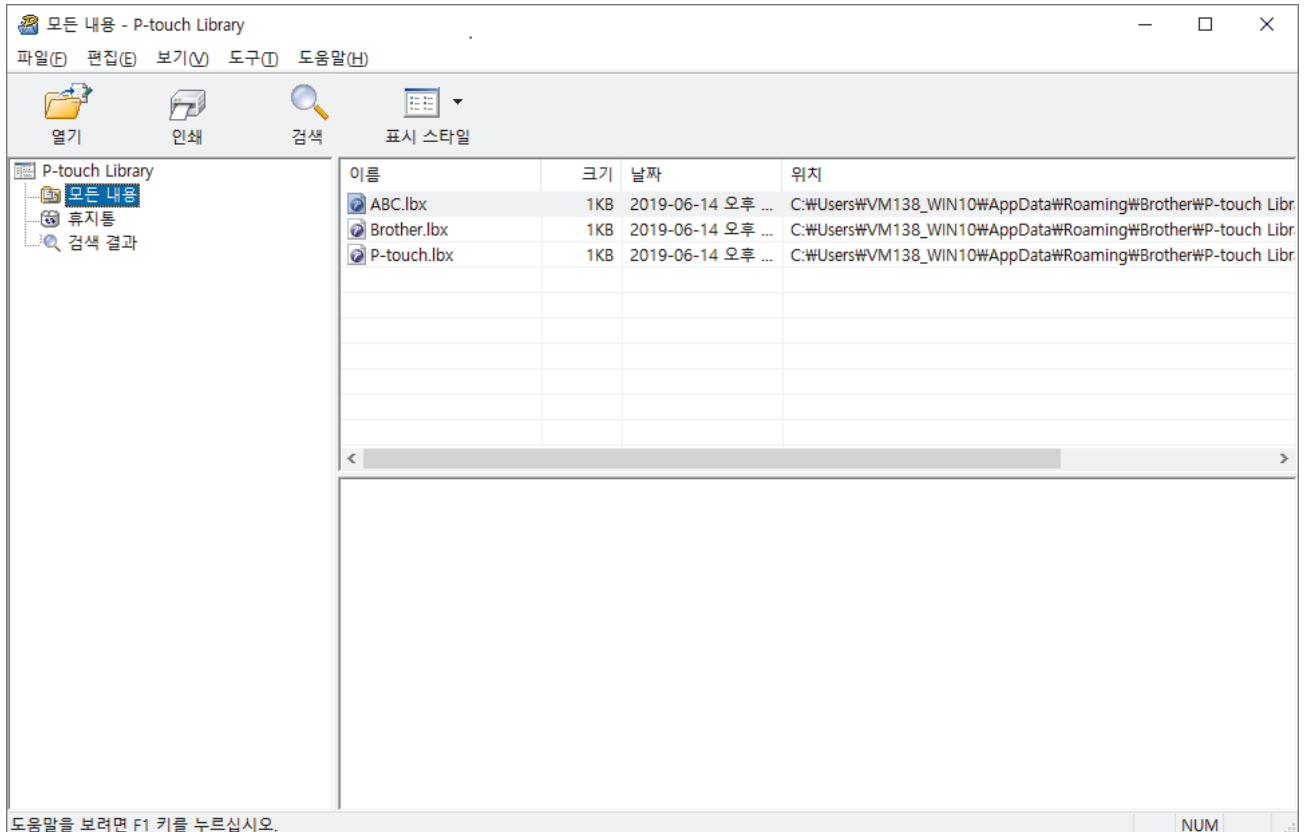 모든 내용 - P-touch Library
파일(F) 편집(E) 보기(V) 도구(T) 도움말(H)
열기 인쇄 검색 표시 스타일
P-touch Library
모든 내용
휴지통
검색 결과
이름 크기 날짜 위치
ABC.lbx 1KB 2019-06-14 오후 ... C:₩Users₩VM138_WIN10₩AppData₩Roaming₩Brother₩P-touch Libr
Brother.lbx 1KB 2019-06-14 오후 ... C:₩Users₩VM138_WIN10₩AppData₩Roaming₩Brother₩P-touch Libr
P-touch.lbx 1KB 2019-06-14 오후 ... C:₩Users₩VM138_WIN10₩AppData₩Roaming₩Brother₩P-touch Libr
도움말을 보려면 F1 키를 누르십시오. NUM